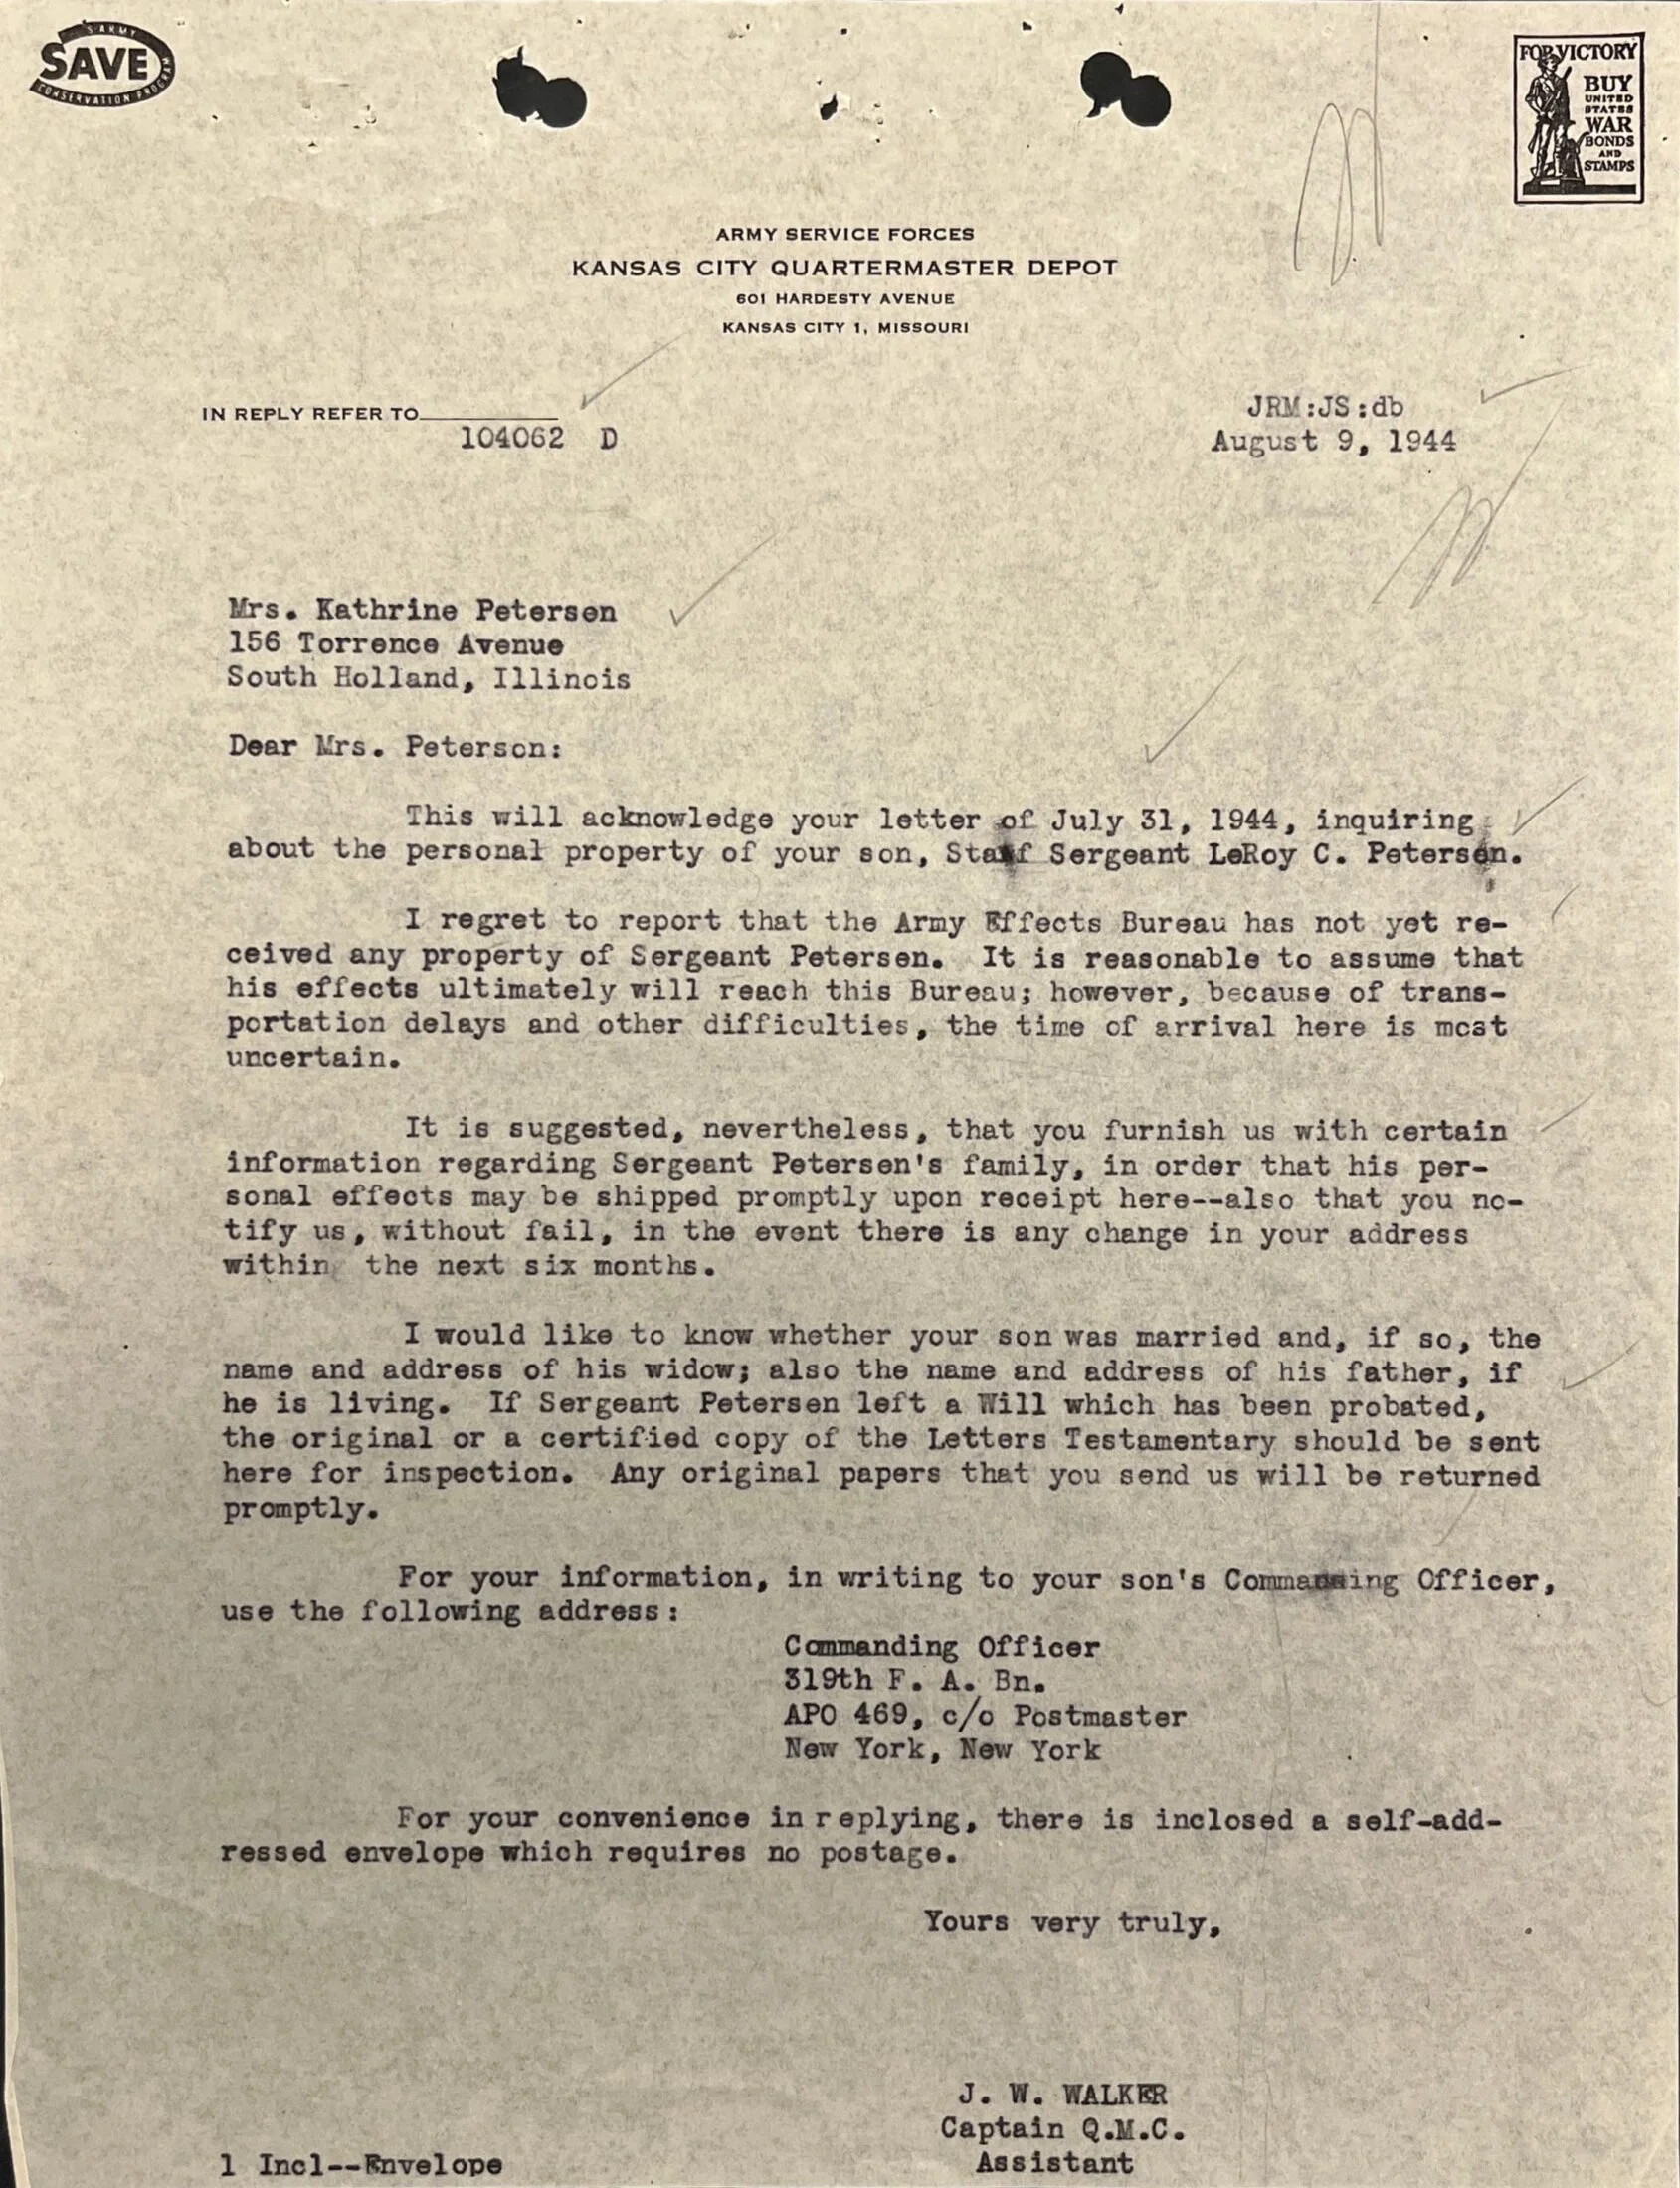 SAVE
CONSERVATION
FOR VICTORY
BUY
UNITED
STATES
WAR
BONDS
AND
STAMPS
ARMY SERVICE FORCES
KANSAS CITY QUARTERMASTER DEPOT
601 HARDESTY AVENUE
KANSAS CITY 1, MISSOURI
IN REPLY REFER TO
104062 D
JRM:JS:db
August 9, 1944
Mrs. Kathrine Petersen
156 Torrence Avenue
South Holland, Illinois
Dear Mrs. Peterson:
This will acknowledge your letter of July 31, 1944, inquiring
about the personal property of your son, Staff Sergeant LeRoy C. Petersen.
I regret to report that the Army Effects Bureau has not yet re-
ceived any property of Sergeant Petersen. It is reasonable to assume that
his effects ultimately will reach this Bureau; however, because of trans-
portation delays and other difficulties, the time of arrival here is most
uncertain.
It is suggested, nevertheless, that you furnish us with certain
information regarding Sergeant Petersen's family, in order that his per-
sonal effects may be shipped promptly upon receipt here--also that you no-
tify us, without fail, in the event there is any change in your address
within the next six months.
I would like to know whether your son was married and, if so, the
name and address of his widow; also the name and address of his father, if
he is living. If Sergeant Petersen left a Will which has been probated,
the original or a certified copy of the Letters Testamentary should be sent
here for inspection. Any original papers that you send us will be returned
promptly.
For your information, in writing to your son's Commanding Officer,
use the following address:
Commanding Officer
319th F. A. Bn.
APO 469, c/o Postmaster
New York, New York
For your convenience in replying, there is inclosed a self-add-
ressed envelope which requires no postage.
Yours very truly,
J. W. WALKER
Captain Q.M.C.
Assistant
1 Incl--Envelope